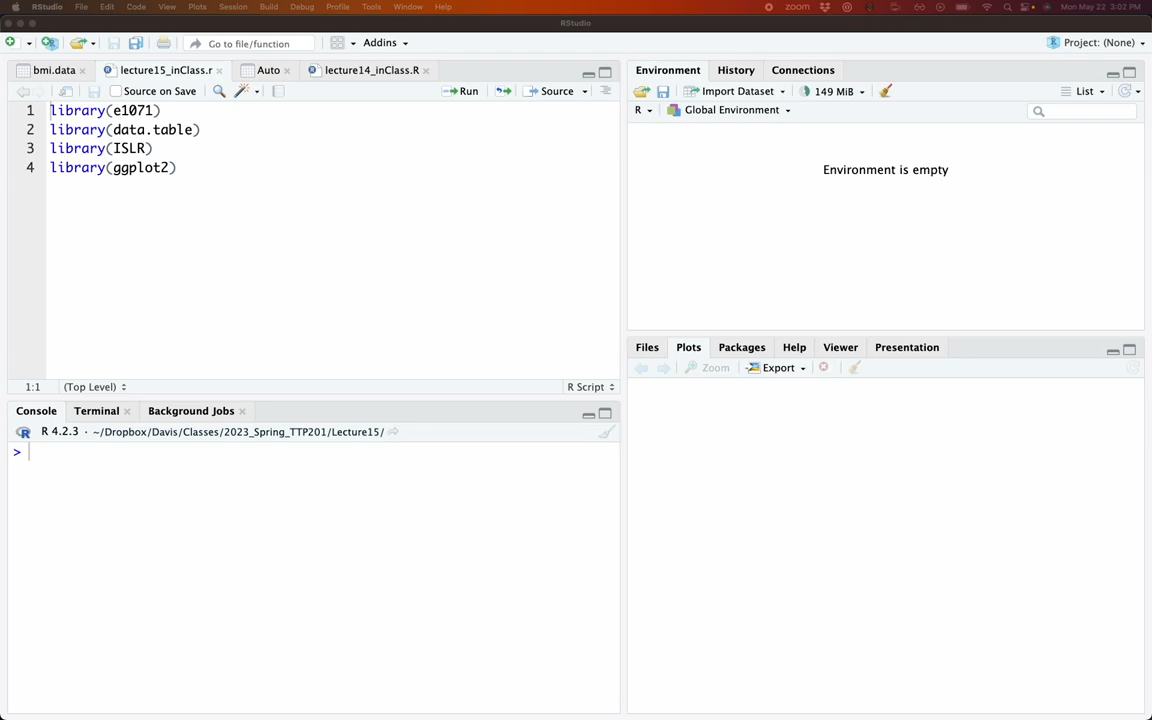 RStudio File Edit Code View Plots Session Build Debug Profile Tools Window Help zoom Mon May 22 3:02 PM
RStudio
Go to file/function Addins Project: (None)
bmi.data lecture15_inClass.r Auto lecture14_inClass.R
Source on Save Run Source
1 library(e1071)
2 library(data.table)
3 library(ISLR)
4 library(ggplot2)
1:1 (Top Level) R Script
Console Terminal Background Jobs
R 4.2.3 · ~/Dropbox/Davis/Classes/2023_Spring_TTP201/Lecture15/
>
Environment History Connections
Import Dataset 149 MiB List
R Global Environment
Environment is empty
Files Plots Packages Help Viewer Presentation
Zoom Export